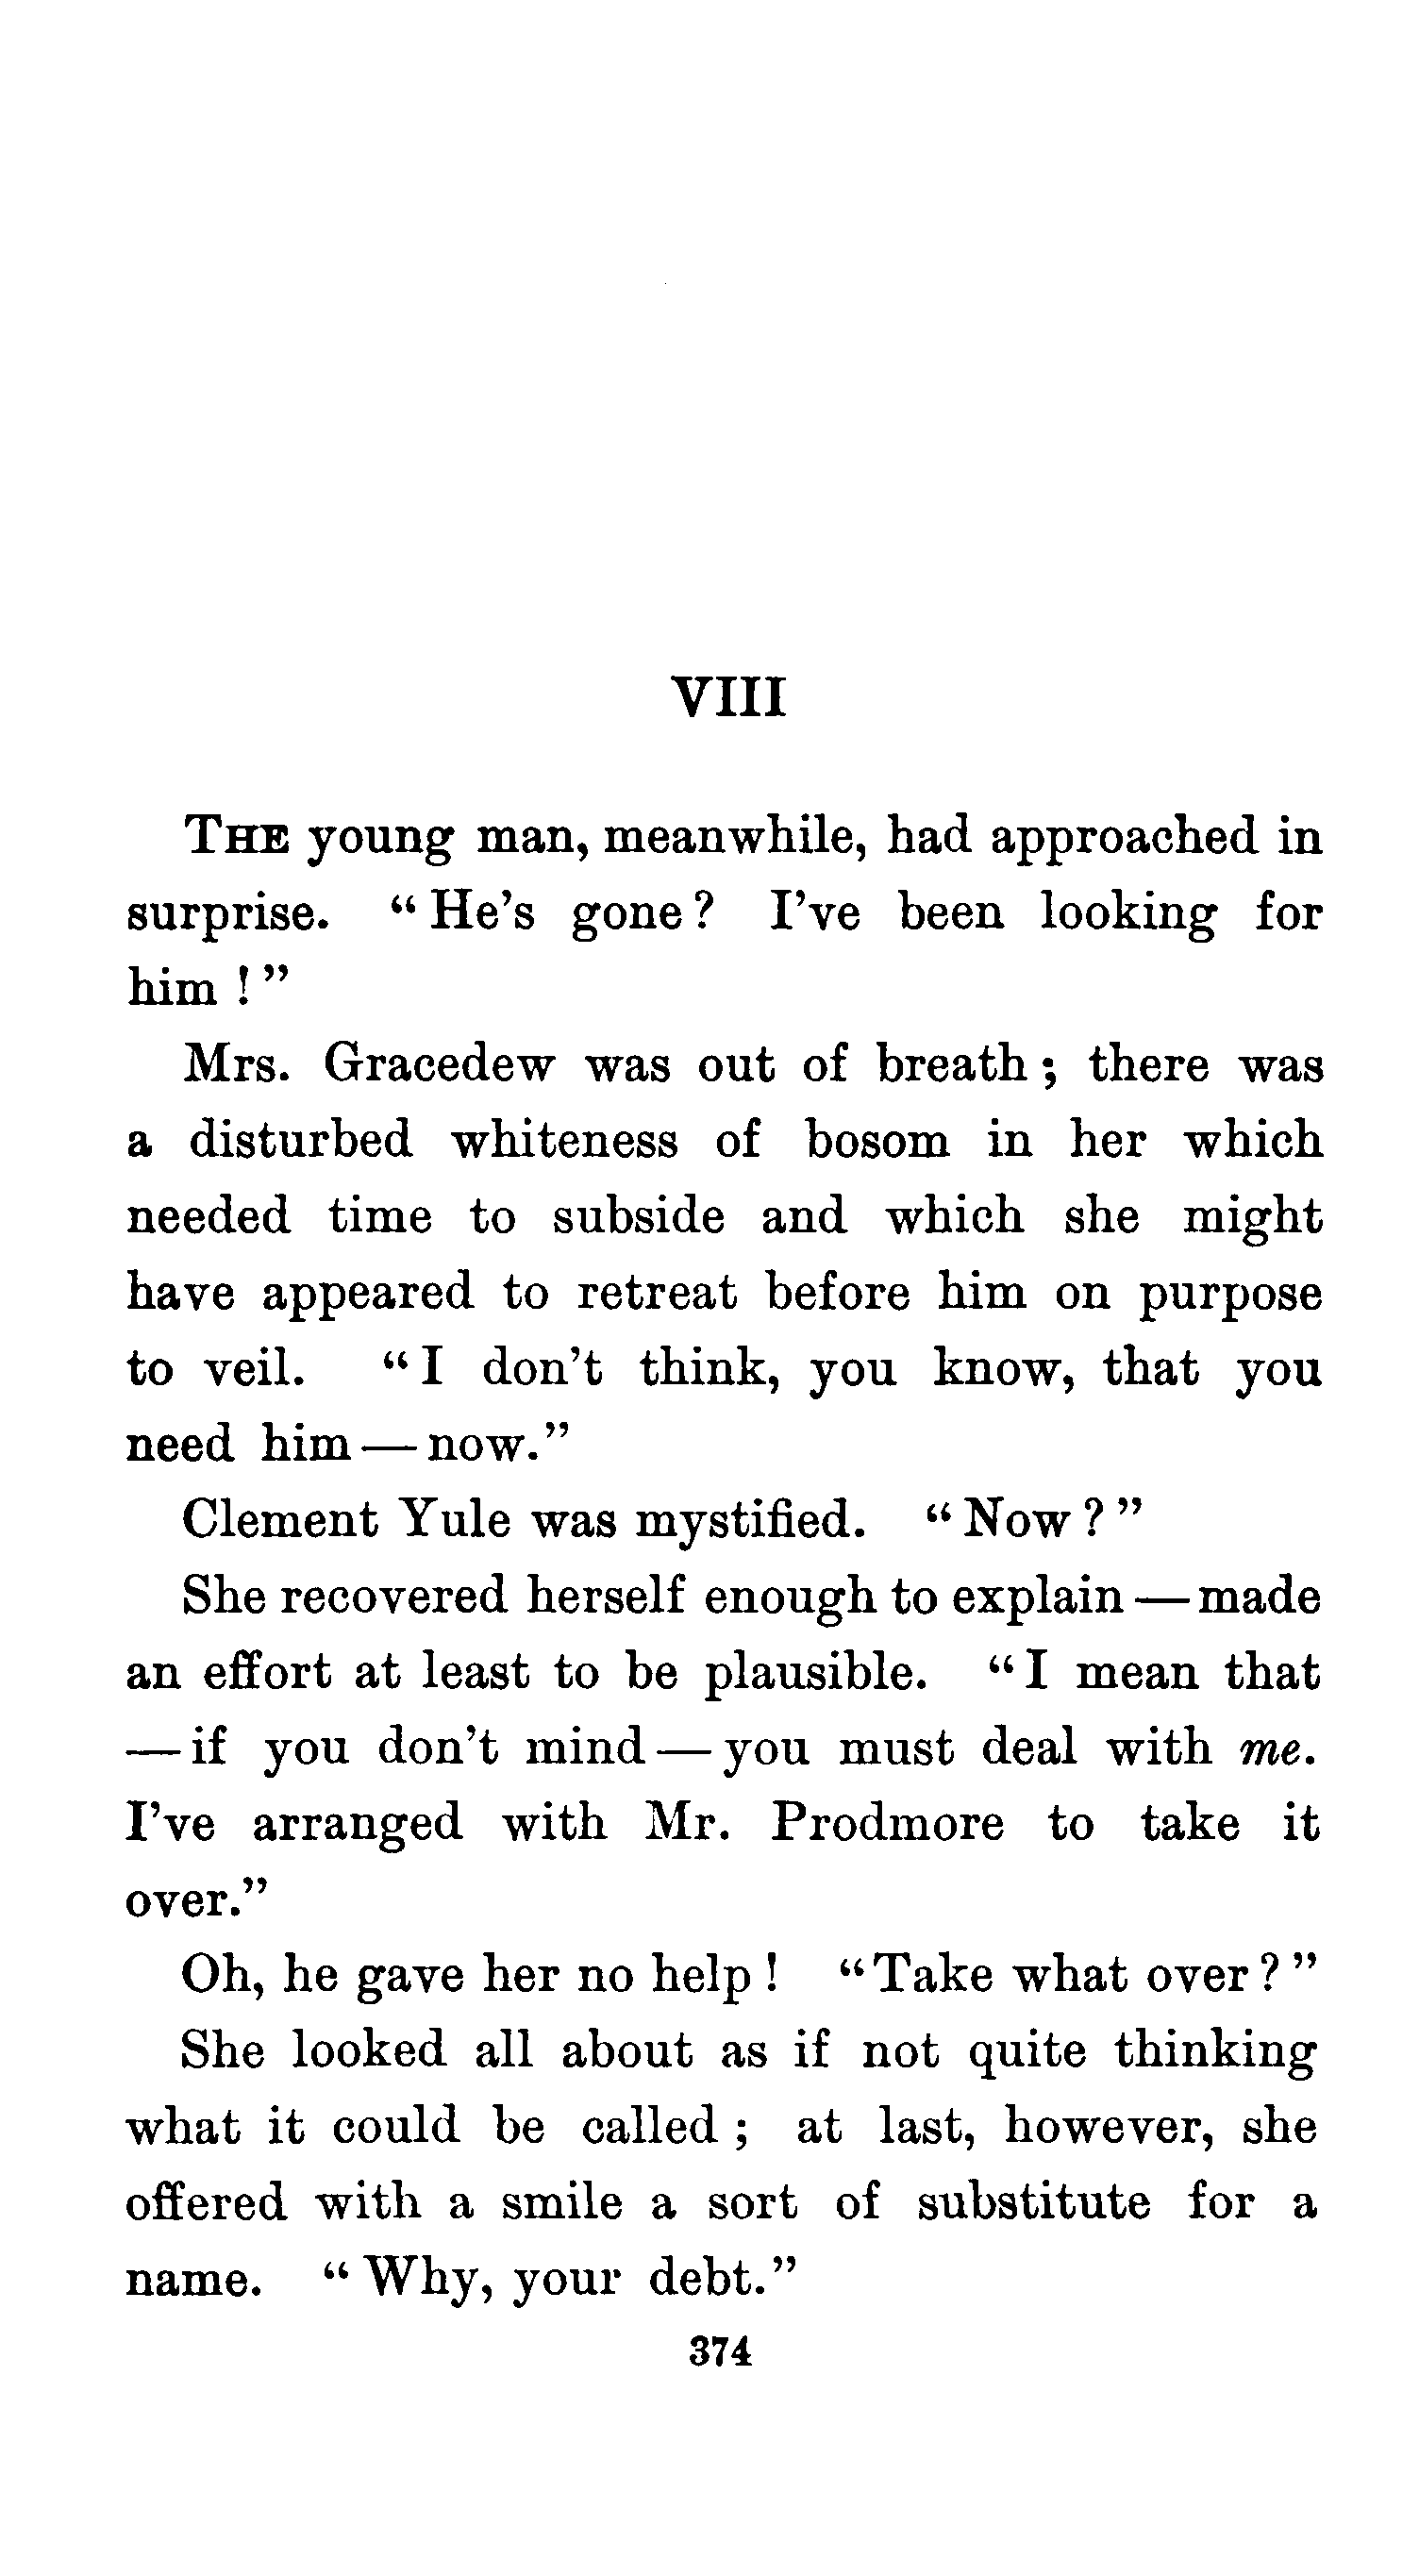 VIII
THE young man, meanwhile, had approached in
surprise. “He’s gone? I’ve been looking for
him!”
Mrs. Gracedew was out of breath; there was
a disturbed whiteness of bosom in her which
needed time to subside and which she might
have appeared to retreat before him on purpose
to veil. “I don’t think, you know, that you
need him—now.”
Clement Yule was mystified. “Now?”
She recovered herself enough to explain—made
an effort at least to be plausible. “I mean that
—if you don’t mind—you must deal with me.
I’ve arranged with Mr. Prodmore to take it
over.”
Oh, he gave her no help! “Take what over?”
She looked all about as if not quite thinking
what it could be called; at last, however, she
offered with a smile a sort of substitute for a
name. “Why, your debt.”
374